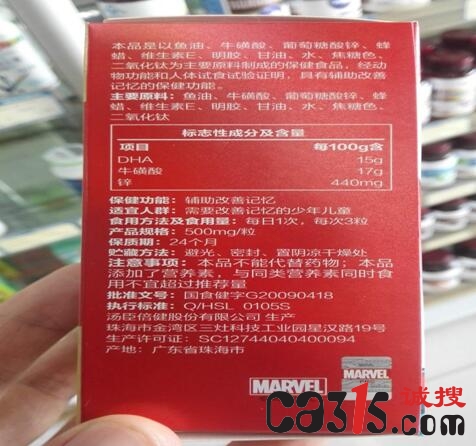 本品是以鱼油、牛磺酸、葡萄糖酸锌、蜂
蜡、维生素E、明胶、甘油、水、焦糖色、
二氧化钛为主要原料制成的保健食品，经动
物功能和人体试食试验证明，具有辅助改善
记忆的保健功能。
主要原料：鱼油、牛磺酸、葡萄糖酸锌、蜂
蜡、维生素E、明胶、甘油、水、焦糖色、
二氧化钛
标志性成分及含量
项目 每100g含
DHA 15g
牛磺酸 17g
锌 440mg
保健功能：辅助改善记忆
适宜人群：需要改善记忆的少年儿童
食用方法及食用量：每日1次，每次3粒
产品规格：500mg/粒
保质期：24个月
贮藏方法：避光、密封、置阴凉干燥处
注意事项：本品不能代替药物；本品
添加了营养素，与同类营养素同时食
用不宜超过推荐量
批准文号：国食健字G20090418
执行标准：Q/HSL 0105S
汤臣倍健股份有限公司
珠海市金湾区三灶科技工业园星汉路19号
生产许可证：SC12744040400094
产地：广东省珠海市
MARVEL
MARVEL
诚搜
ca315.com